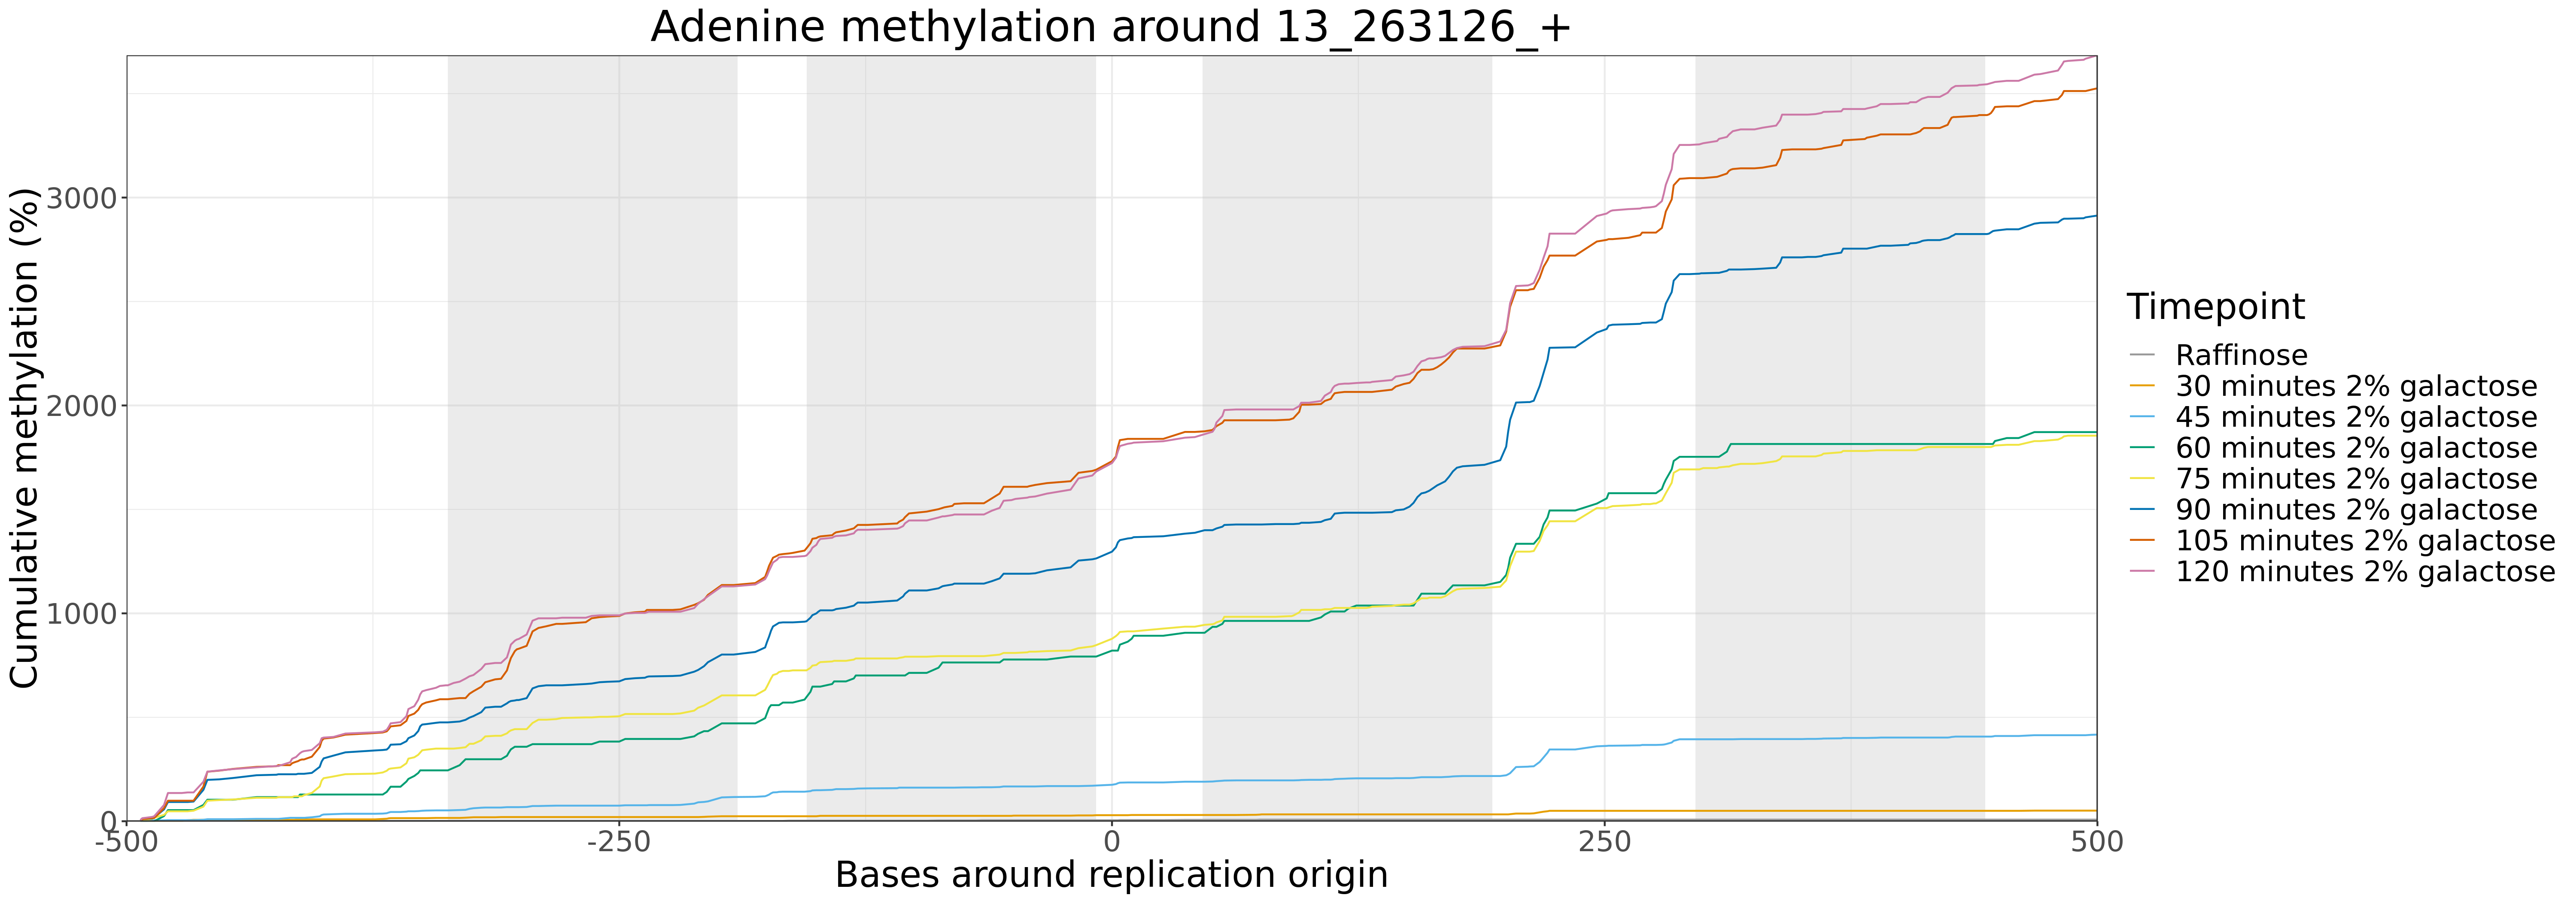 Adenine methylation around 13_263126_+
Cumulative methylation (%)
3000
2000
1000
0
-500
-250
0
250
500
Bases around replication origin
Timepoint
Raffinose
30 minutes 2% galactose
45 minutes 2% galactose
60 minutes 2% galactose
75 minutes 2% galactose
90 minutes 2% galactose
105 minutes 2% galactose
120 minutes 2% galactose